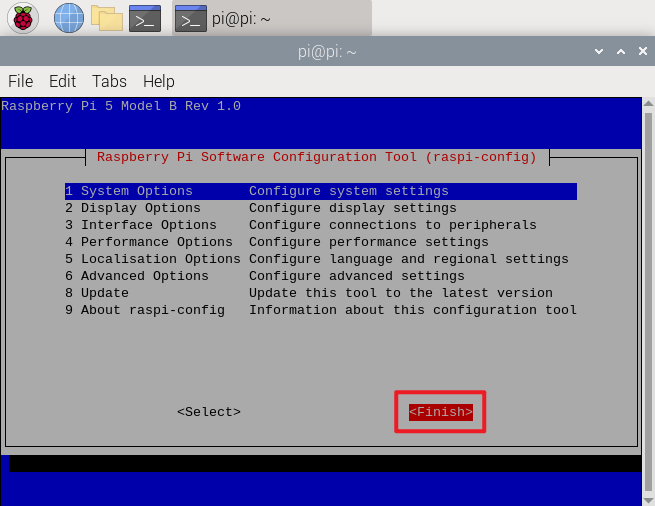 pi@pi: ~
pi@pi: ~
File Edit Tabs Help
Raspberry Pi 5 Model B Rev 1.0
Raspberry Pi Software Configuration Tool (raspi-config)
1 System Options Configure system settings
2 Display Options Configure display settings
3 Interface Options Configure connections to peripherals
4 Performance Options Configure performance settings
5 Localisation Options Configure language and regional settings
6 Advanced Options Configure advanced settings
8 Update Update this tool to the latest version
9 About raspi-config Information about this configuration tool
<Select> <Finish>